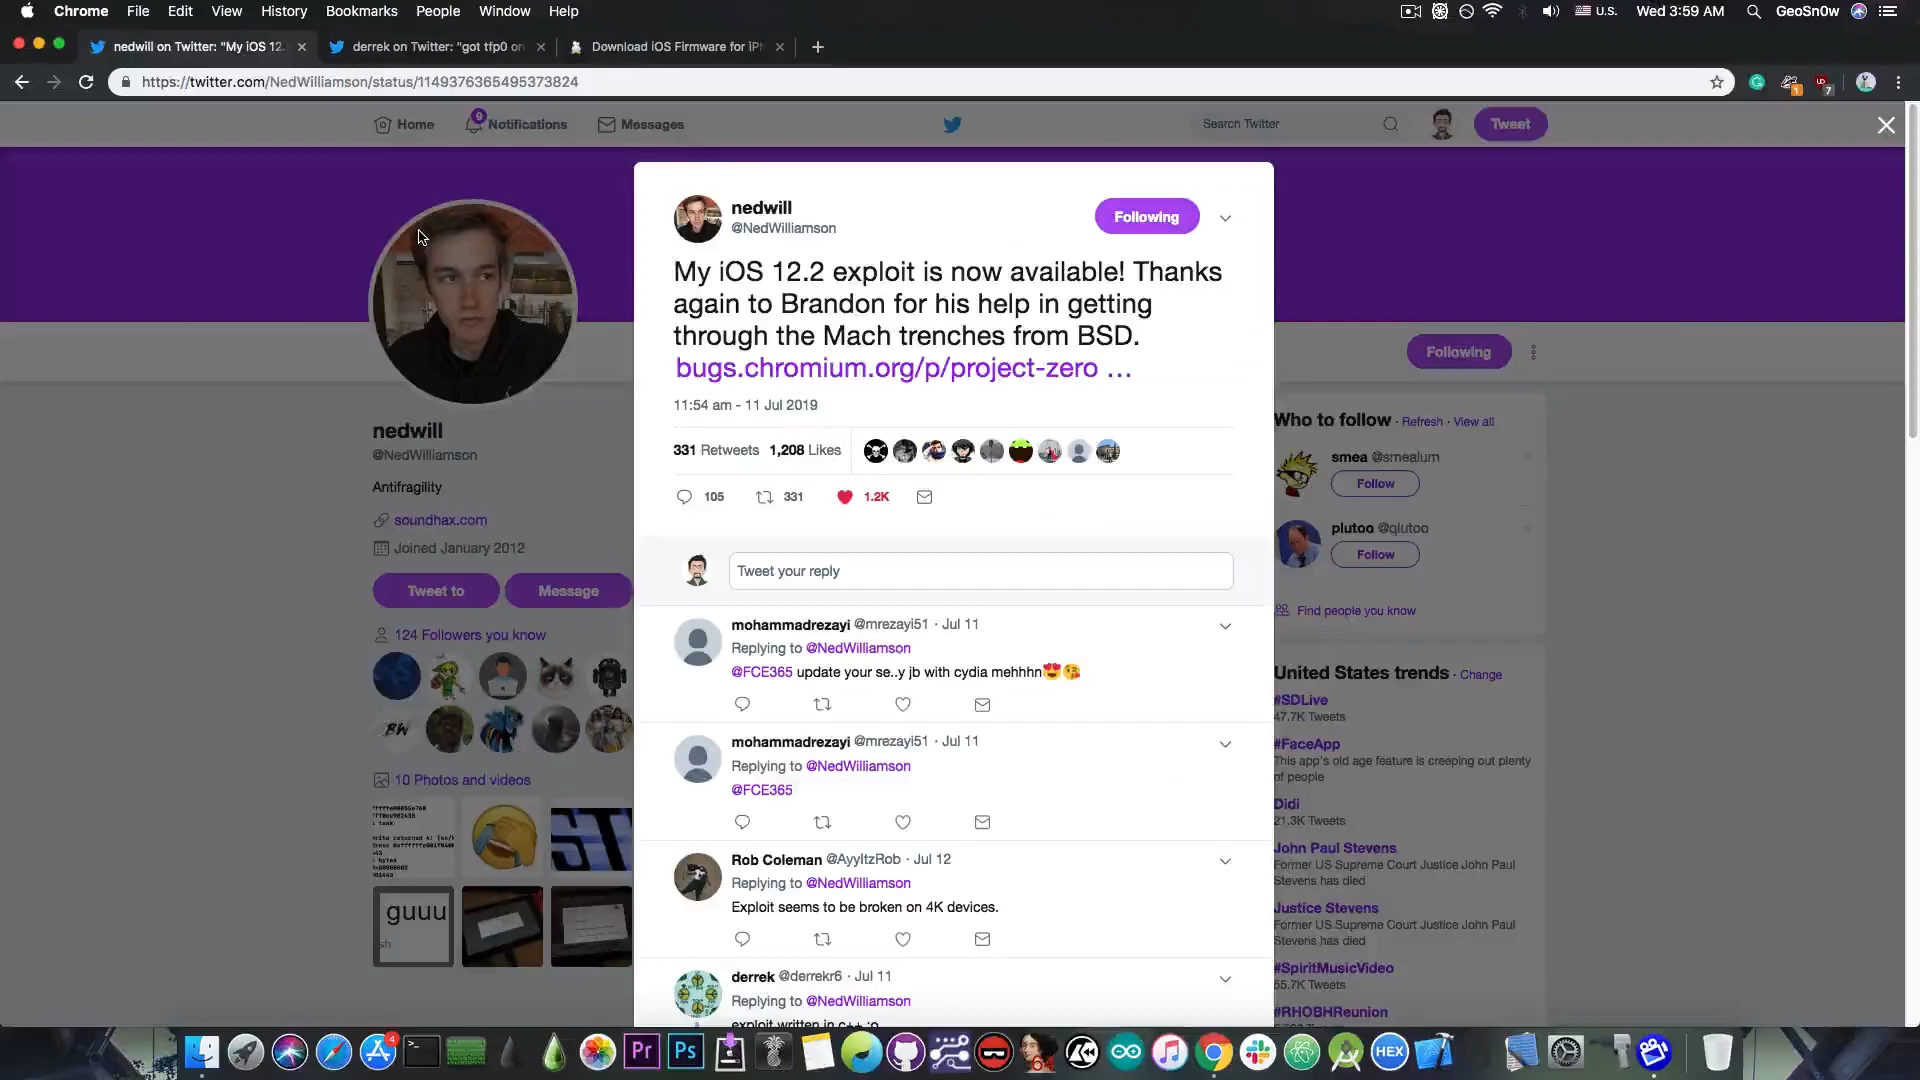 Chrome File Edit View History Bookmarks People Window Help
U.S. Wed 3:59 AM GeoSn0w
nedwill on Twitter: "My iOS 12.
derrek on Twitter: "got tfp0 on
Download iOS Firmware for iPh
https://twitter.com/NedWilliamson/status/1149376365495373824
1
7
Home
9
Notifications
Messages
Search Twitter
Tweet
nedwill
@NedWilliamson
Following
My iOS 12.2 exploit is now available! Thanks
again to Brandon for his help in getting
through the Mach trenches from BSD.
bugs.chromium.org/p/project-zero …
11:54 am - 11 Jul 2019
331 Retweets 1,208 Likes
105 331 1.2K
Tweet your reply
mohammadrezayi @mrezayi51 · Jul 11
Replying to @NedWilliamson
@FCE365 update your se..y jb with cydia mehhhn😍😘
mohammadrezayi @mrezayi51 · Jul 11
Replying to @NedWilliamson
@FCE365
Rob Coleman @AyyItzRob · Jul 12
Replying to @NedWilliamson
Exploit seems to be broken on 4K devices.
derrek @derrekr6 · Jul 11
Replying to @NedWilliamson
exploit written in c++ :o
nedwill
@NedWilliamson
Antifragility
soundhax.com
Joined January 2012
Tweet to
Message
124 Followers you know
BW
10 Photos and videos
guuu
sh
Following
Who to follow · Refresh · View all
smea @smealum
Follow
plutoo @qlutoo
Follow
Find people you know
United States trends · Change
#SDLive
47.7K Tweets
#FaceApp
This app's old age feature is creeping out plenty
of people
Didi
21.3K Tweets
John Paul Stevens
Former US Supreme Court Justice John Paul
Stevens has died
Justice Stevens
Former US Supreme Court Justice John Paul
Stevens has died
#SpiritMusicVideo
55.7K Tweets
#RHOBHReunion
4
Pr
Ps
HEX